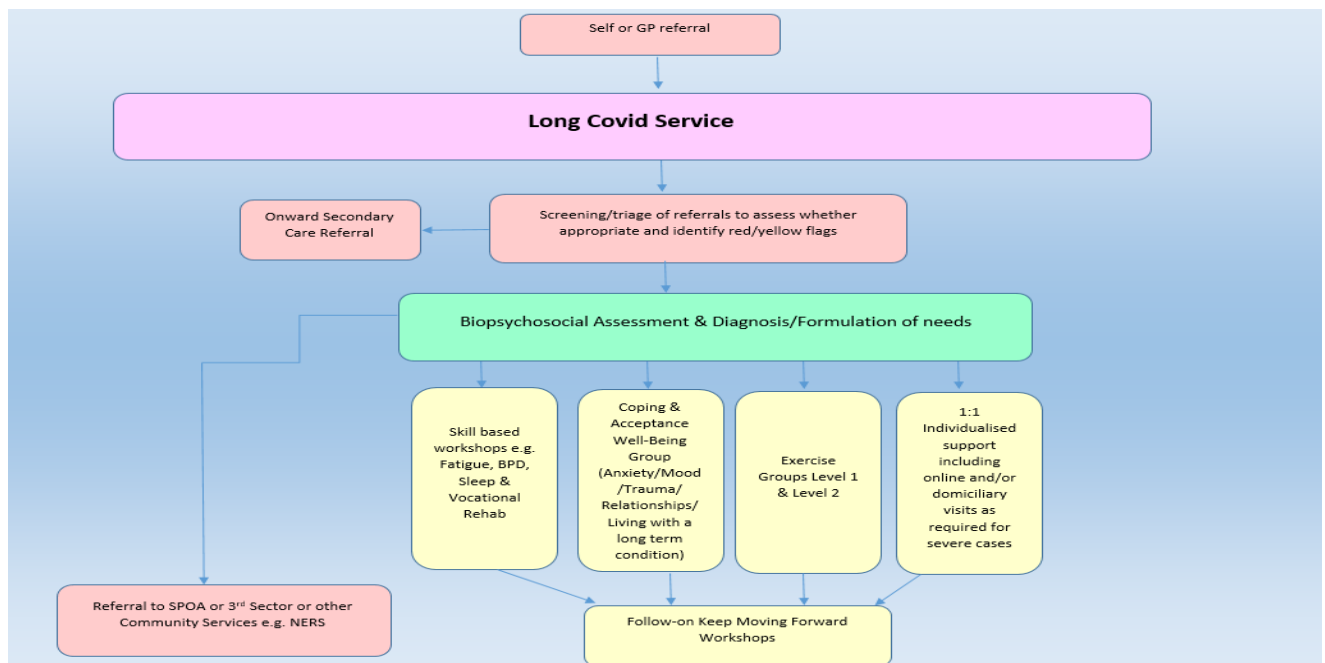 Self or GP referral
Long Covid Service
Onward Secondary
Care Referral
Screening/triage of referrals to assess whether
appropriate and identify red/yellow flags
Biopsychosocial Assessment & Diagnosis/Formulation of needs
Skill based
workshops e.g.
Fatigue, BPD,
Sleep &
Vocational
Rehab
Coping &
Acceptance
Well-Being
Group
(Anxiety/Mood
/Trauma/
Relationships/
Living with a
long term
condition)
Exercise
Groups Level 1
& Level 2
1:1
Individualised
support
including
online and/or
domiciliary
visits as
required for
severe cases
Referral to SPOA or 3rd Sector or other
Community Services e.g. NERS
Follow-on Keep Moving Forward
Workshops